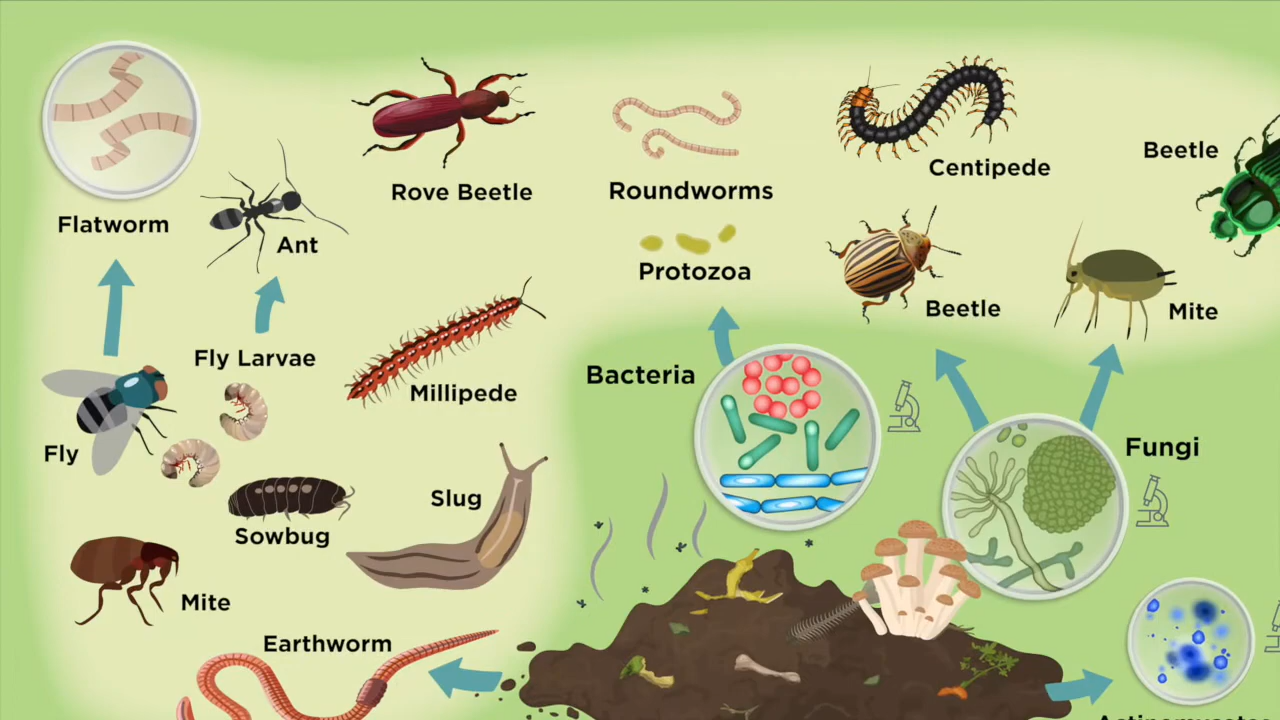 Flatworm
Ant
Rove Beetle
Roundworms
Protozoa
Centipede
Beetle
Beetle
Mite
Fly Larvae
Millipede
Fly
Sowbug
Slug
Mite
Earthworm
Bacteria
Fungi